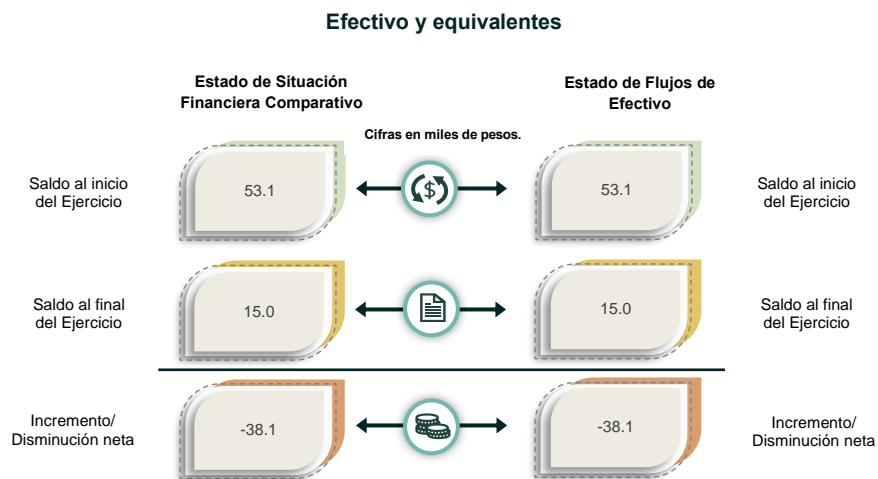 Efectivo y equivalentes
Estado de Situación
Financiera Comparativo
Estado de Flujos de
Efectivo
Cifras en miles de pesos.
Saldo al inicio
del Ejercicio
53.1
$
53.1
Saldo al inicio
del Ejercicio
Saldo al final
del Ejercicio
15.0
15.0
Saldo al final
del Ejercicio
Incremento/
Disminución neta
-38.1
-38.1
Incremento/
Disminución neta